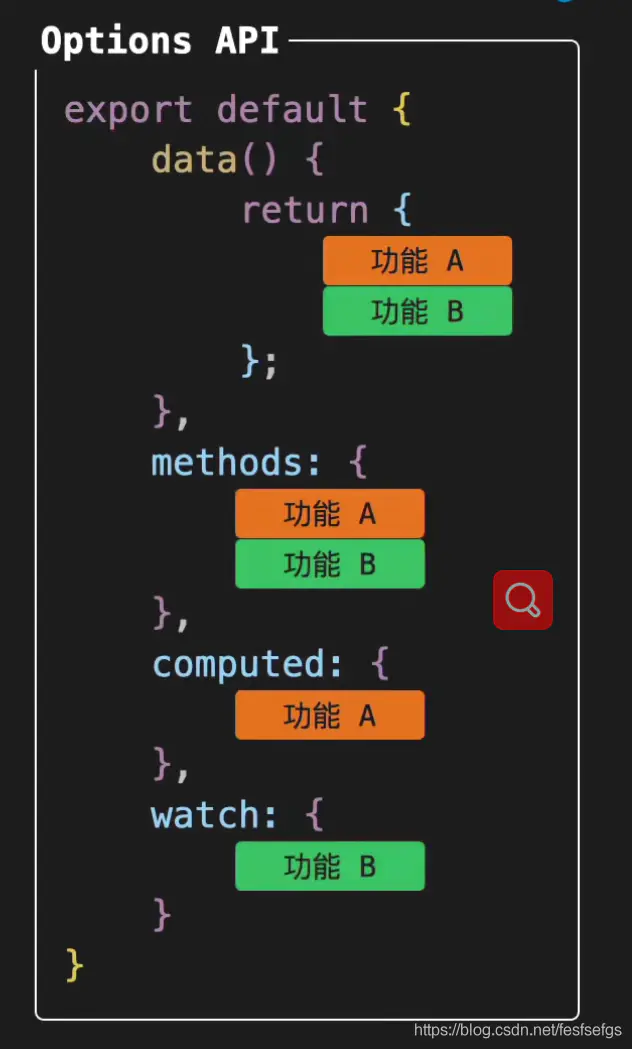 Options API
export default {
data() {
return {
功能 A
功能 B
};
},
methods: {
功能 A
功能 B
},
computed: {
功能 A
},
watch: {
功能 B
}
}
https://blog.csdn.net/fesfsefgs